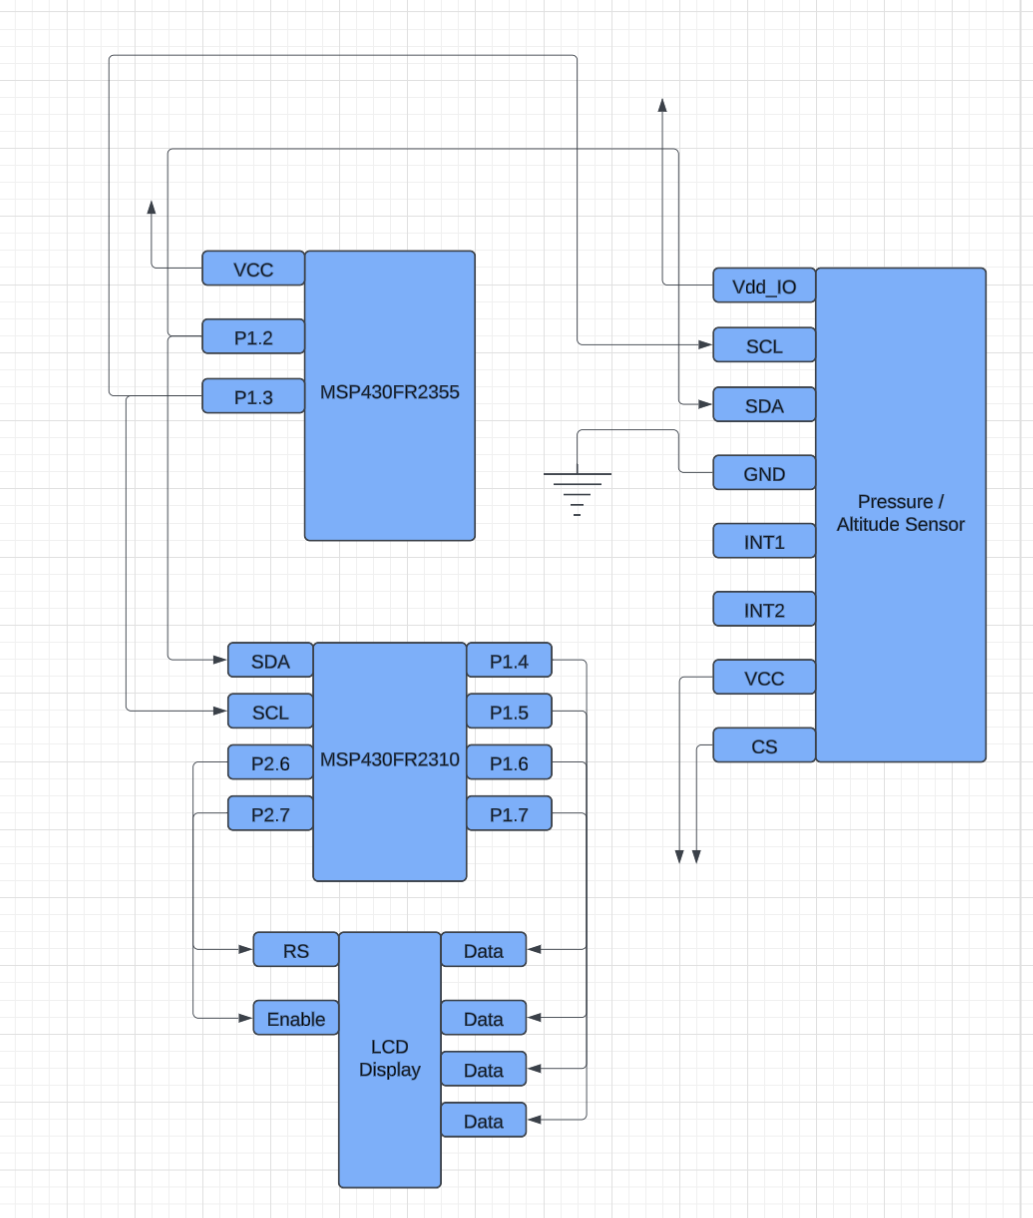 VCC
P1.2
P1.3
MSP430FR2355
Vdd_IO
SCL
SDA
GND
INT1
INT2
VCC
CS
Pressure /
Altitude Sensor
SDA
SCL
P2.6
P2.7
MSP430FR2310
P1.4
P1.5
P1.6
P1.7
RS
Enable
LCD
Display
Data
Data
Data
Data